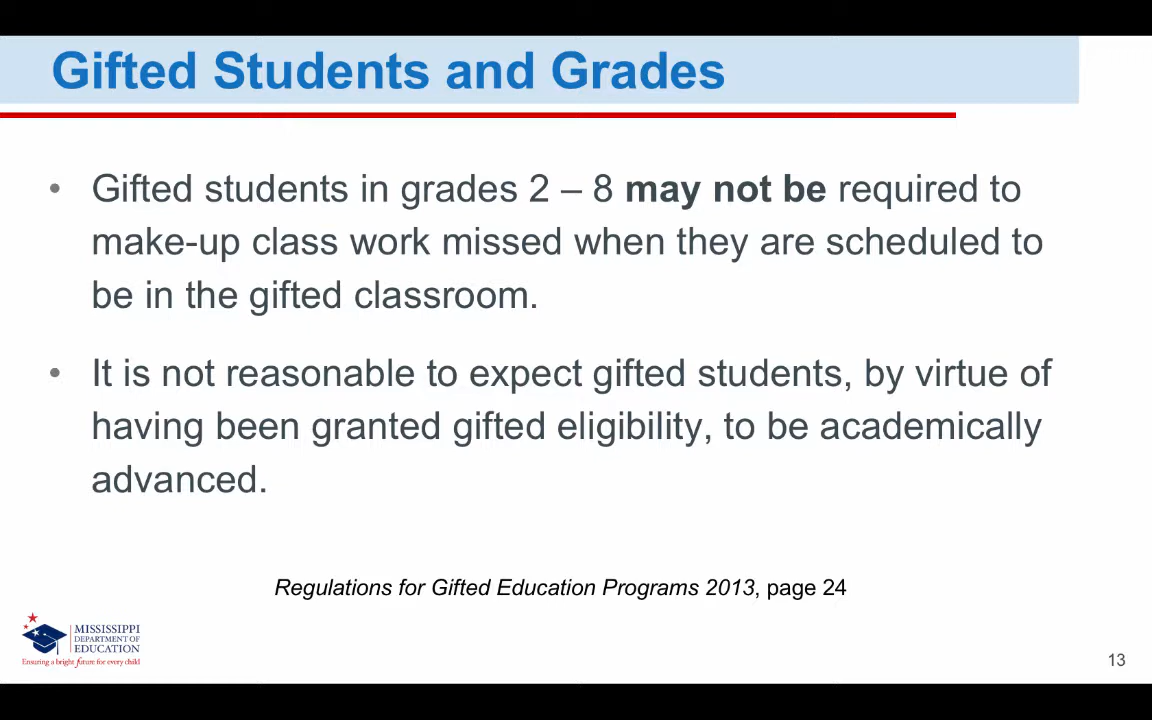 Gifted Students and Grades
• Gifted students in grades 2 – 8 may not be required to
make-up class work missed when they are scheduled to
be in the gifted classroom.
• It is not reasonable to expect gifted students, by virtue of
having been granted gifted eligibility, to be academically
advanced.
Regulations for Gifted Education Programs 2013, page 24
MISSISSIPPI
DEPARTMENT OF
EDUCATION
Ensuring a bright future for every child
13